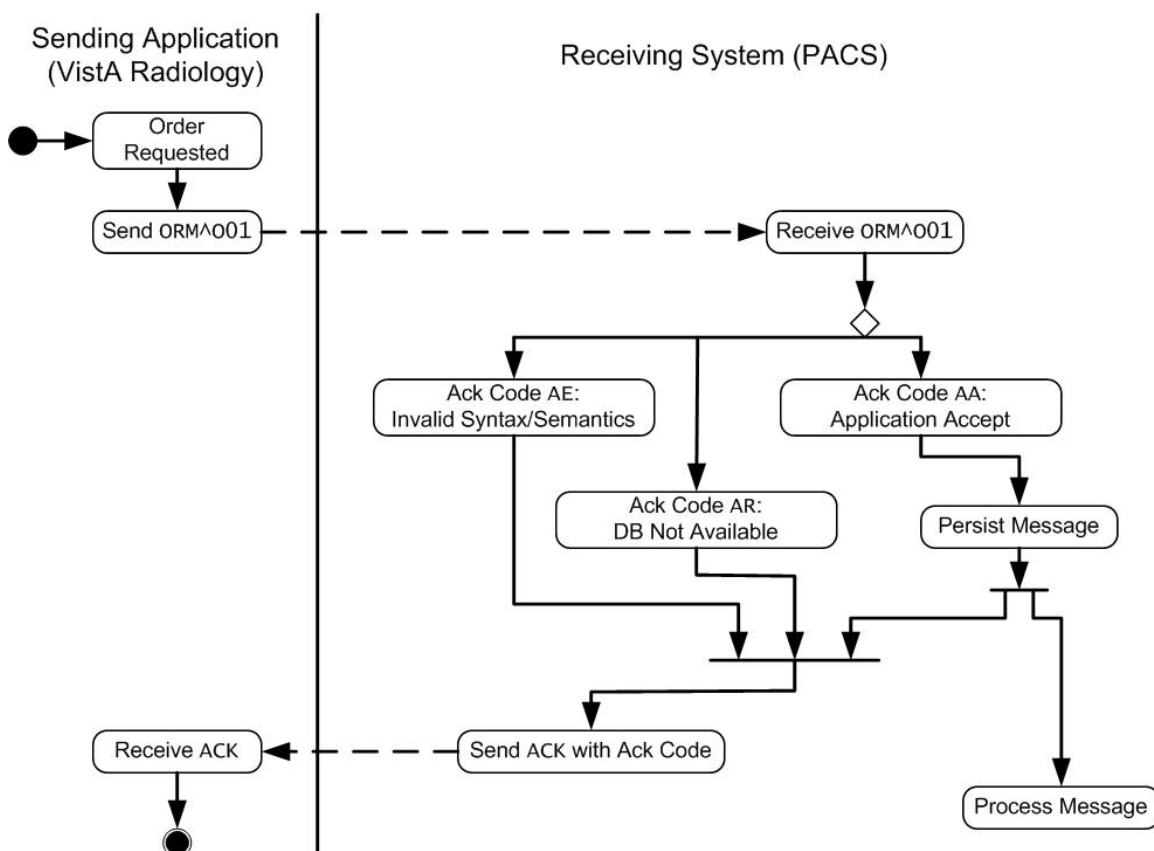 Sending Application
(VistA Radiology)
Receiving System (PACS)
Order
Requested
Send ORM^O01
Receive ORM^O01
Ack Code AE:
Invalid Syntax/Semantics
Ack Code AA:
Application Accept
Ack Code AR:
DB Not Available
Persist Message
Receive ACK
Send ACK with Ack Code
Process Message